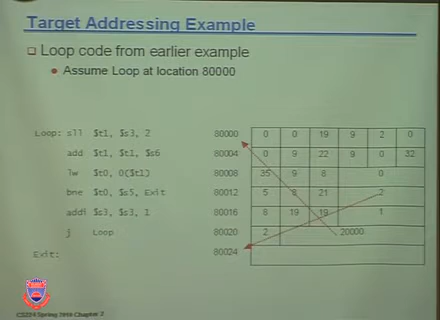 Target Addressing Example
Loop code from earlier example
Assume Loop at location 80000
Loop: sll $t1, $s3, 2 80000 0 0 19 9 2 0
add $t1, $t1, $s6 80004 0 9 22 9 0 32
lw $t0, 0($t1) 80008 35 9 8 0
bne $t0, $s5, Exit 80012 5 8 21 2
addi $s3, $s3, 1 80016 8 19 19 1
j Loop 80020 2 20000
Exit: 80024
Spring Chapter 2